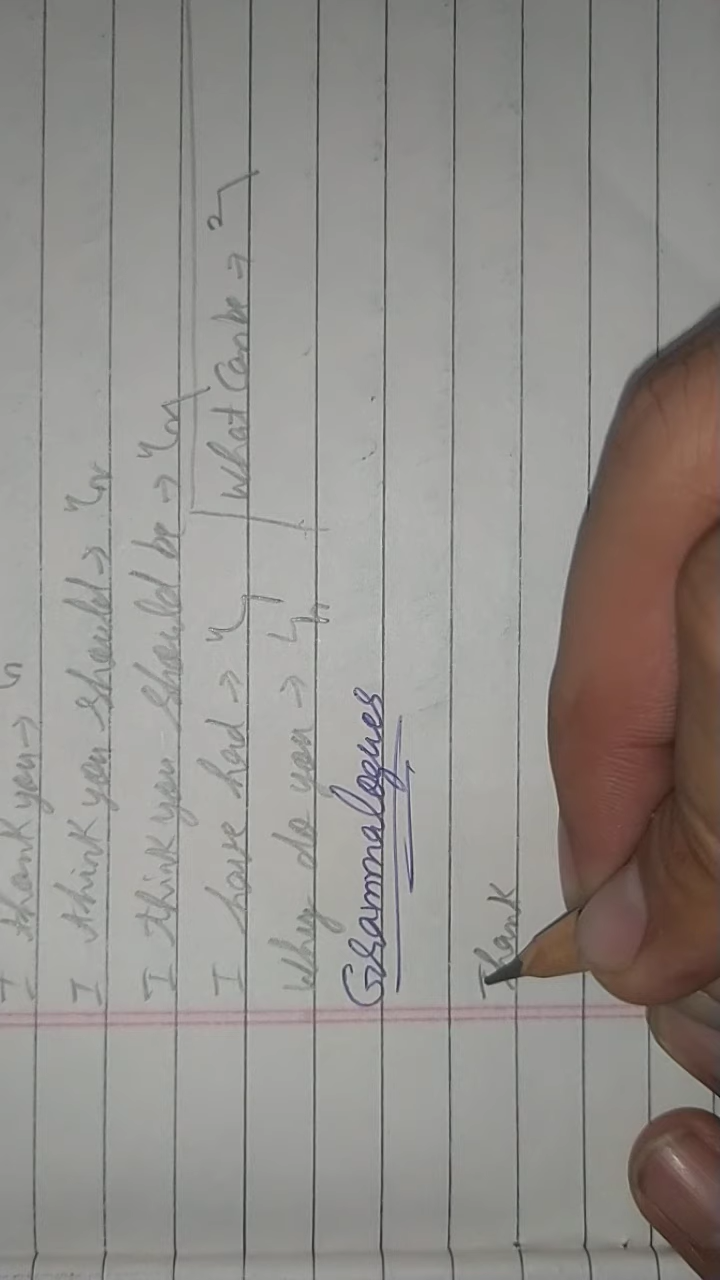 I thank you →
I think you should →
I think you should be →
I have had → What can be →
Why do you →
Grammalogues
Thank